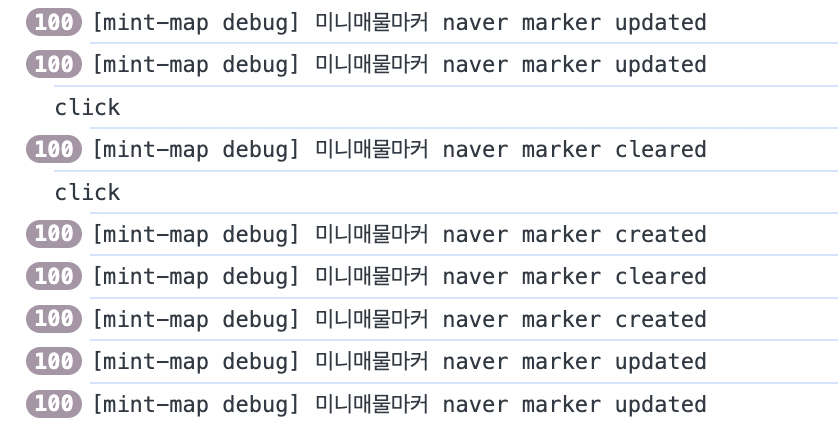 100 [mint-map debug] 미니매물마커 naver marker updated
100 [mint-map debug] 미니매물마커 naver marker updated
click
100 [mint-map debug] 미니매물마커 naver marker cleared
click
100 [mint-map debug] 미니매물마커 naver marker created
100 [mint-map debug] 미니매물마커 naver marker cleared
100 [mint-map debug] 미니매물마커 naver marker created
100 [mint-map debug] 미니매물마커 naver marker updated
100 [mint-map debug] 미니매물마커 naver marker updated